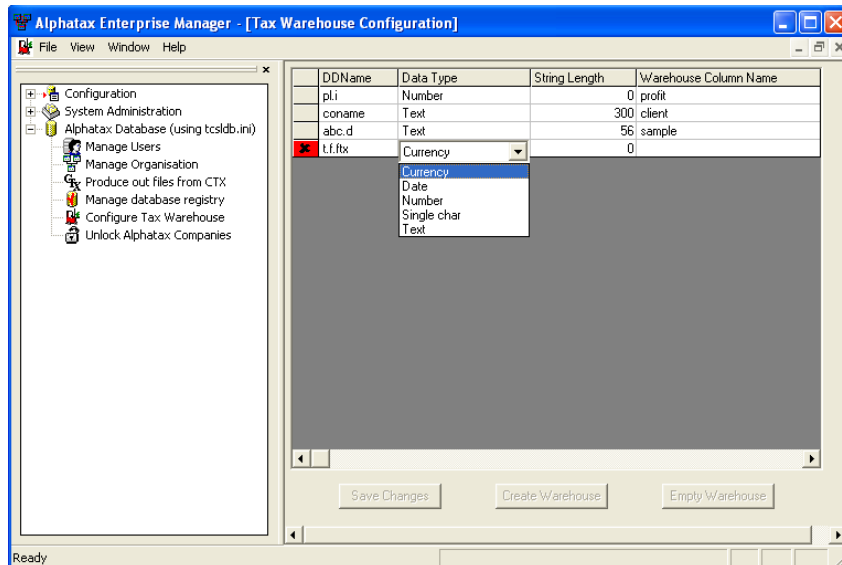 Alphatax Enterprise Manager - [Tax Warehouse Configuration]
File View Window Help
Configuration
System Administration
Alphatax Database (using tcsldb.ini)
Manage Users
Manage Organisation
Produce out files from CTX
Manage database registry
Configure Tax Warehouse
Unlock Alphatax Companies
DDName Data Type String Length Warehouse Column Name
pl.i Number 0 profit
coname Text 300 client
abc.d Text 56 sample
t.f.ftx Currency 0
Currency
Date
Number
Single char
Text
Save Changes Create Warehouse Empty Warehouse
Ready